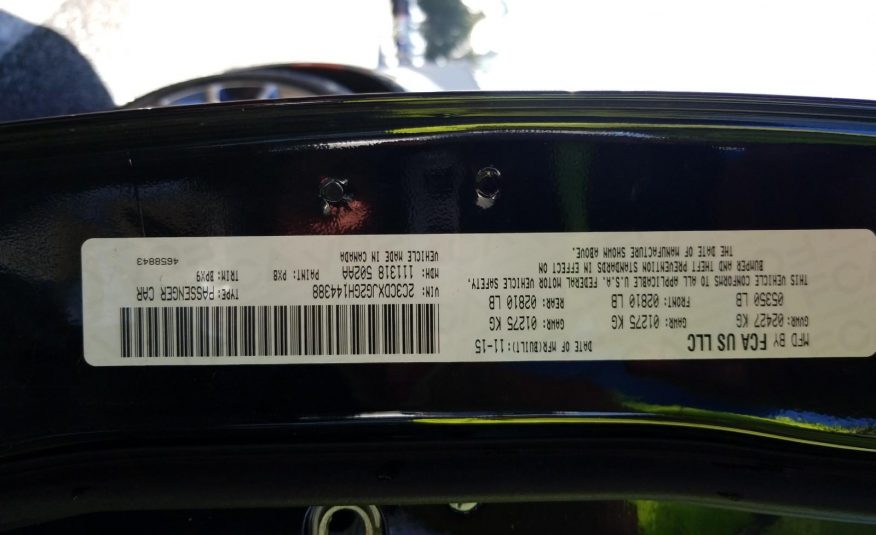 MFD BY FCA US LLC DATE OF MFR(BUILT): 11-15
GVWR: 02427 KG GAWR: 01275 KG GAWR: 01275 KG
05350 LB FRONT: 02810 LB REAR: 02810 LB
THIS VEHICLE CONFORMS TO ALL APPLICABLE U.S.A. FEDERAL MOTOR VEHICLE SAFETY,
BUMPER AND THEFT PREVENTION STANDARDS IN EFFECT ON
THE DATE OF MANUFACTURE SHOWN ABOVE.
VIN: 2C3CDXJG2GH144388 TYPE: PASSENGER CAR
MDH: 111318 502AA PAINT: PX8 TRIM: BPX9
VEHICLE MADE IN CANADA 4658843